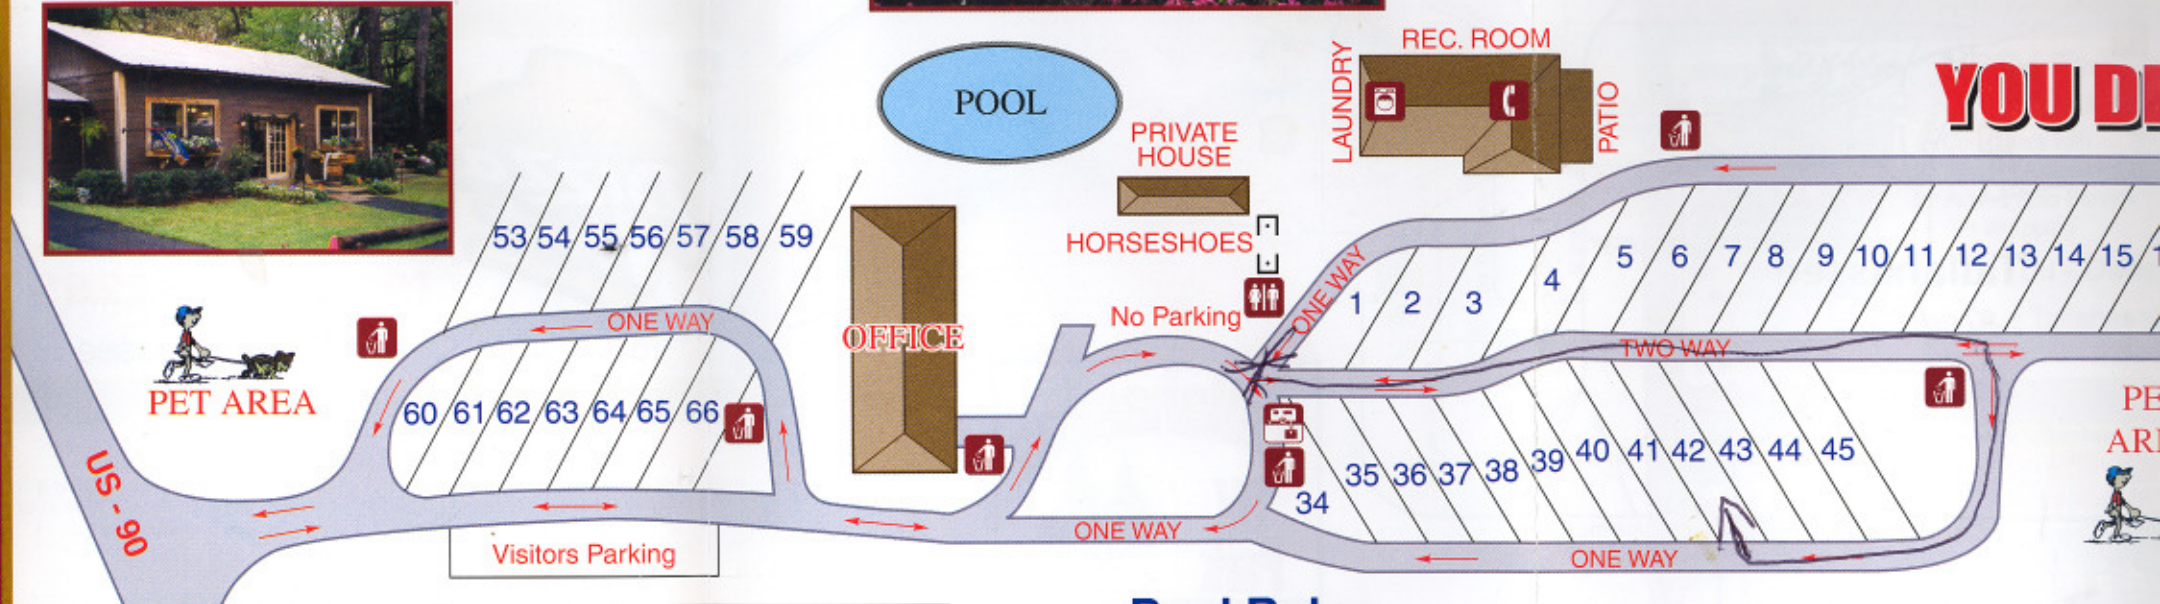 REC. ROOM
LAUNDRY
PATIO
YOU
POOL
PRIVATE
HOUSE
HORSESHOES
53 54 55 56 57 58 59
5 6 7 8 9 10 11 12 13 14 15
4
1 2 3
ONE WAY
No Parking
ONE WAY
OFFICE
TWO WAY
PET AREA
60 61 62 63 64 65 66
35 36 37 38 39 40 41 42 43 44 45
34
US - 90
ONE WAY
ONE WAY
Visitors Parking